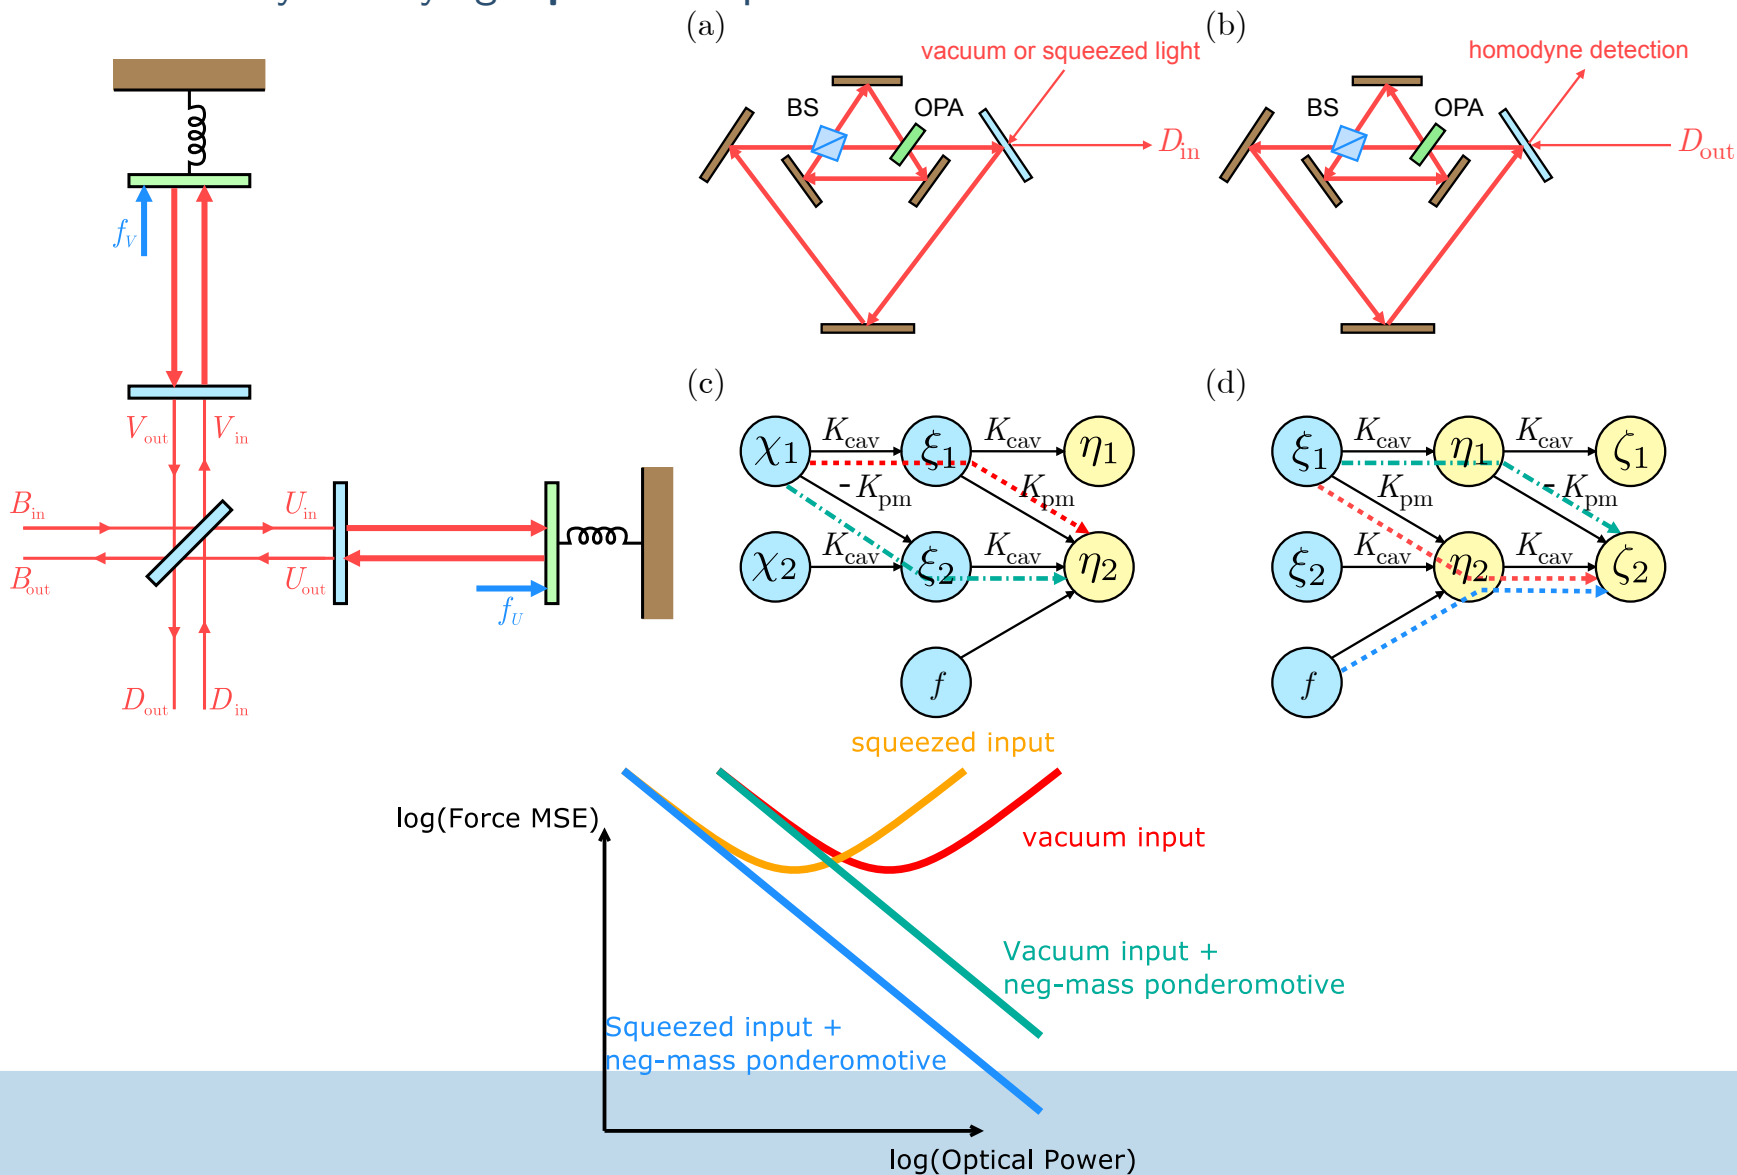 (a)
(b)
vacuum or squeezed light
homodyne detection
BS
OPA
BS
OPA
D_in
D_out
f_V
V_out
V_in
B_in
U_in
B_out
U_out
f_U
D_out
D_in
(c)
(d)
χ1
K_cav
ξ1
K_cav
η1
-K_pm
K_pm
χ2
K_cav
ξ2
K_cav
η2
f
ξ1
K_cav
η1
K_cav
ζ1
K_pm
-K_pm
ξ2
K_cav
η2
K_cav
ζ2
f
squeezed input
log(Force MSE)
vacuum input
Vacuum input +
neg-mass ponderomotive
Squeezed input +
neg-mass ponderomotive
log(Optical Power)